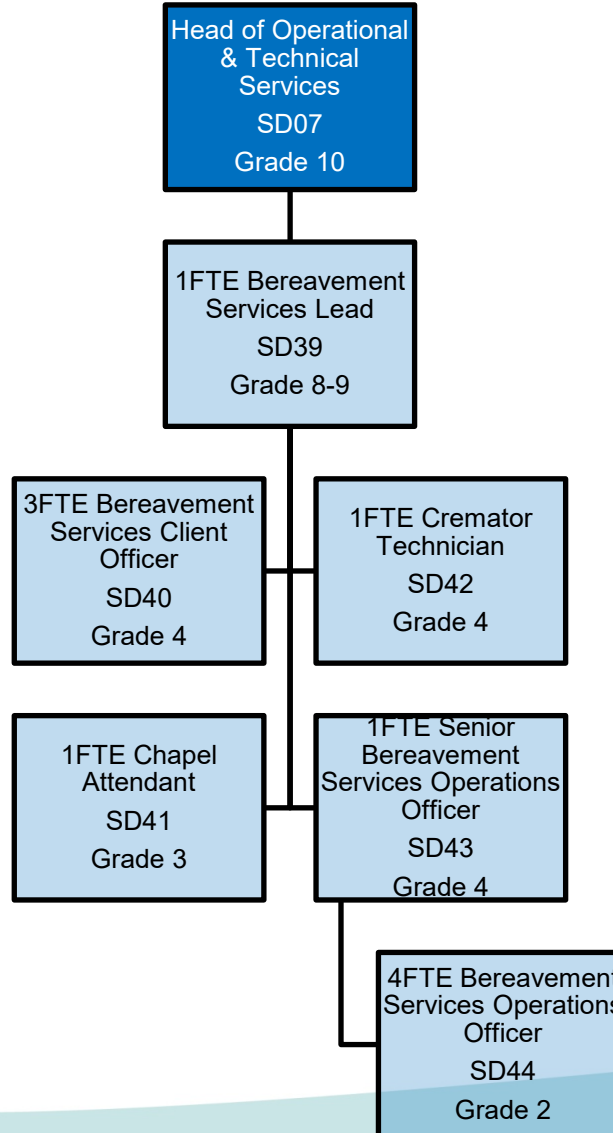 Head of Operational
& Technical
Services
SD07
Grade 10
1FTE Bereavement
Services Lead
SD39
Grade 8-9
3FTE Bereavement
Services Client
Officer
SD40
Grade 4
1FTE Cremator
Technician
SD42
Grade 4
1FTE Chapel
Attendant
SD41
Grade 3
1FTE Senior
Bereavement
Services Operations
Officer
SD43
Grade 4
4FTE Bereavement
Services Operations
Officer
SD44
Grade 2